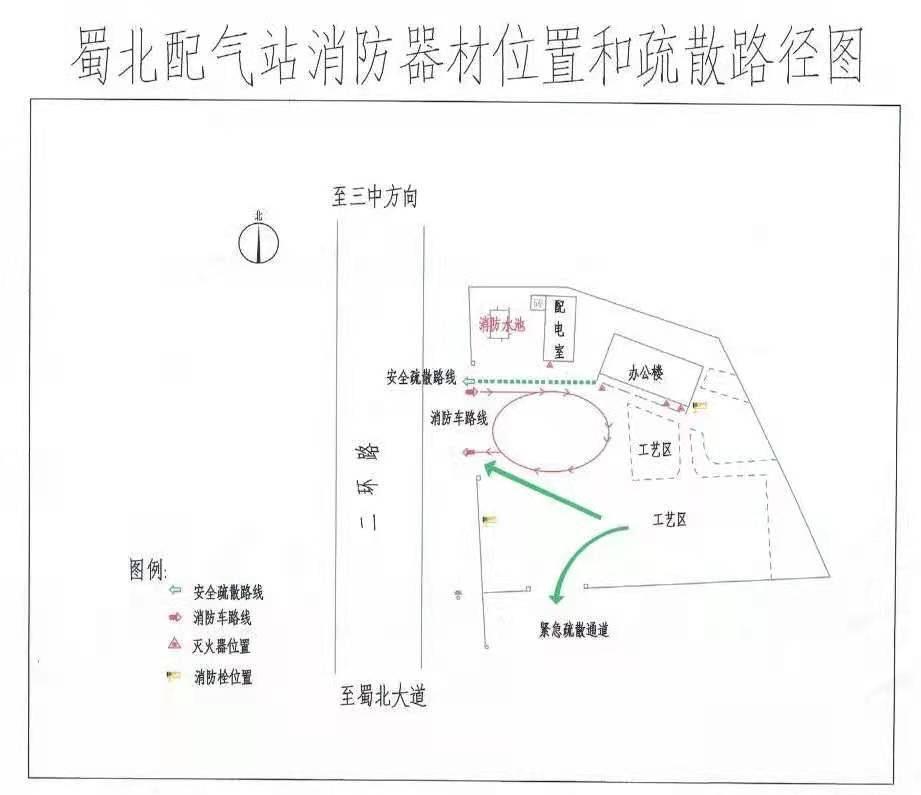 蜀北配气站消防器材位置和疏散路径图
至三中方向
北
配电室
消防水池
办公楼
安全疏散路线
消防车路线
工艺区
二环路
工艺区
图例:
安全疏散路线
消防车路线
灭火器位置
消防栓位置
紧急疏散通道
至蜀北大道